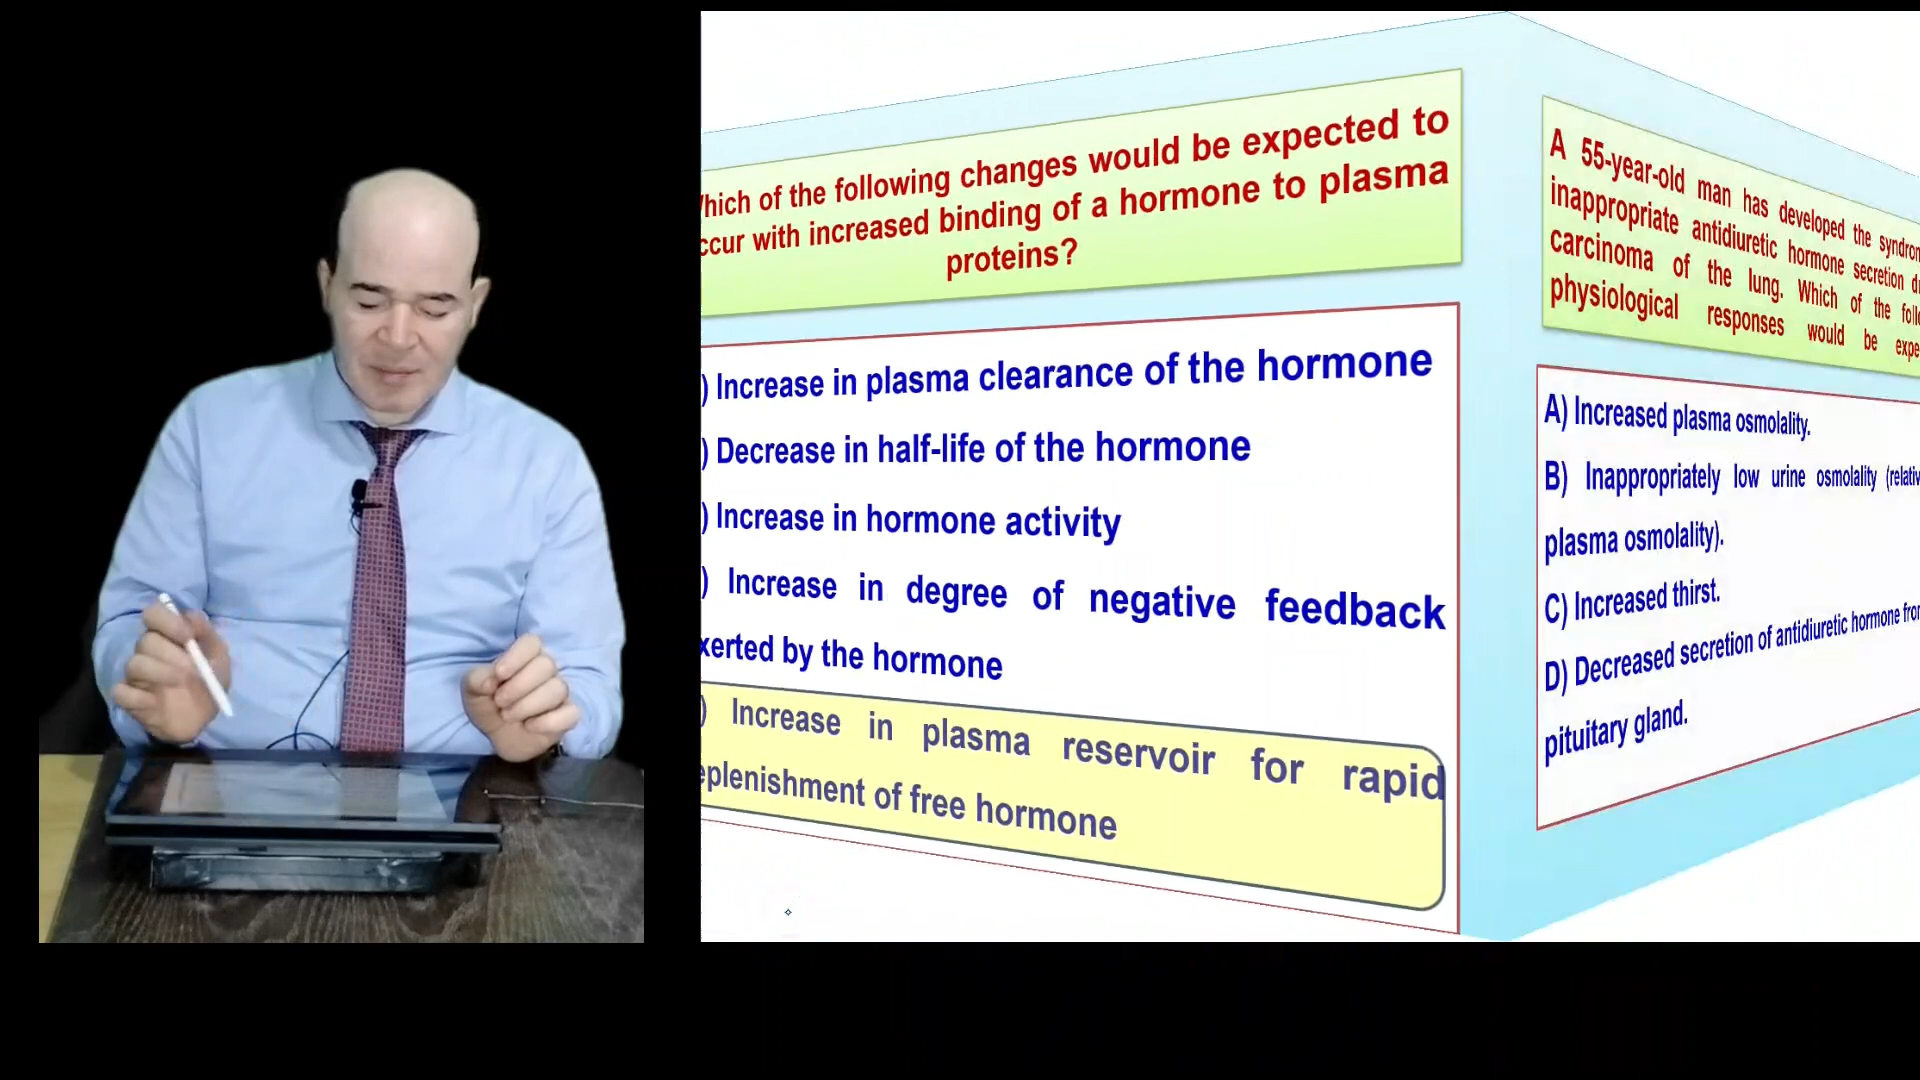 hich of the following changes would be expected to
ccur with increased binding of a hormone to plasma
proteins?
) Increase in plasma clearance of the hormone
) Decrease in half-life of the hormone
) Increase in hormone activity
) Increase in degree of negative feedback
xerted by the hormone
) Increase in plasma reservoir for rapid
eplenishment of free hormone
A 55-year-old man has developed the syndrom
inappropriate antidiuretic hormone secretion d
carcinoma of the lung. Which of the foll
physiological responses would be expe
A) Increased plasma osmolality.
B) Inappropriately low urine osmolality (relativ
plasma osmolality).
C) Increased thirst.
D) Decreased secretion of antidiuretic hormone fro
pituitary gland.